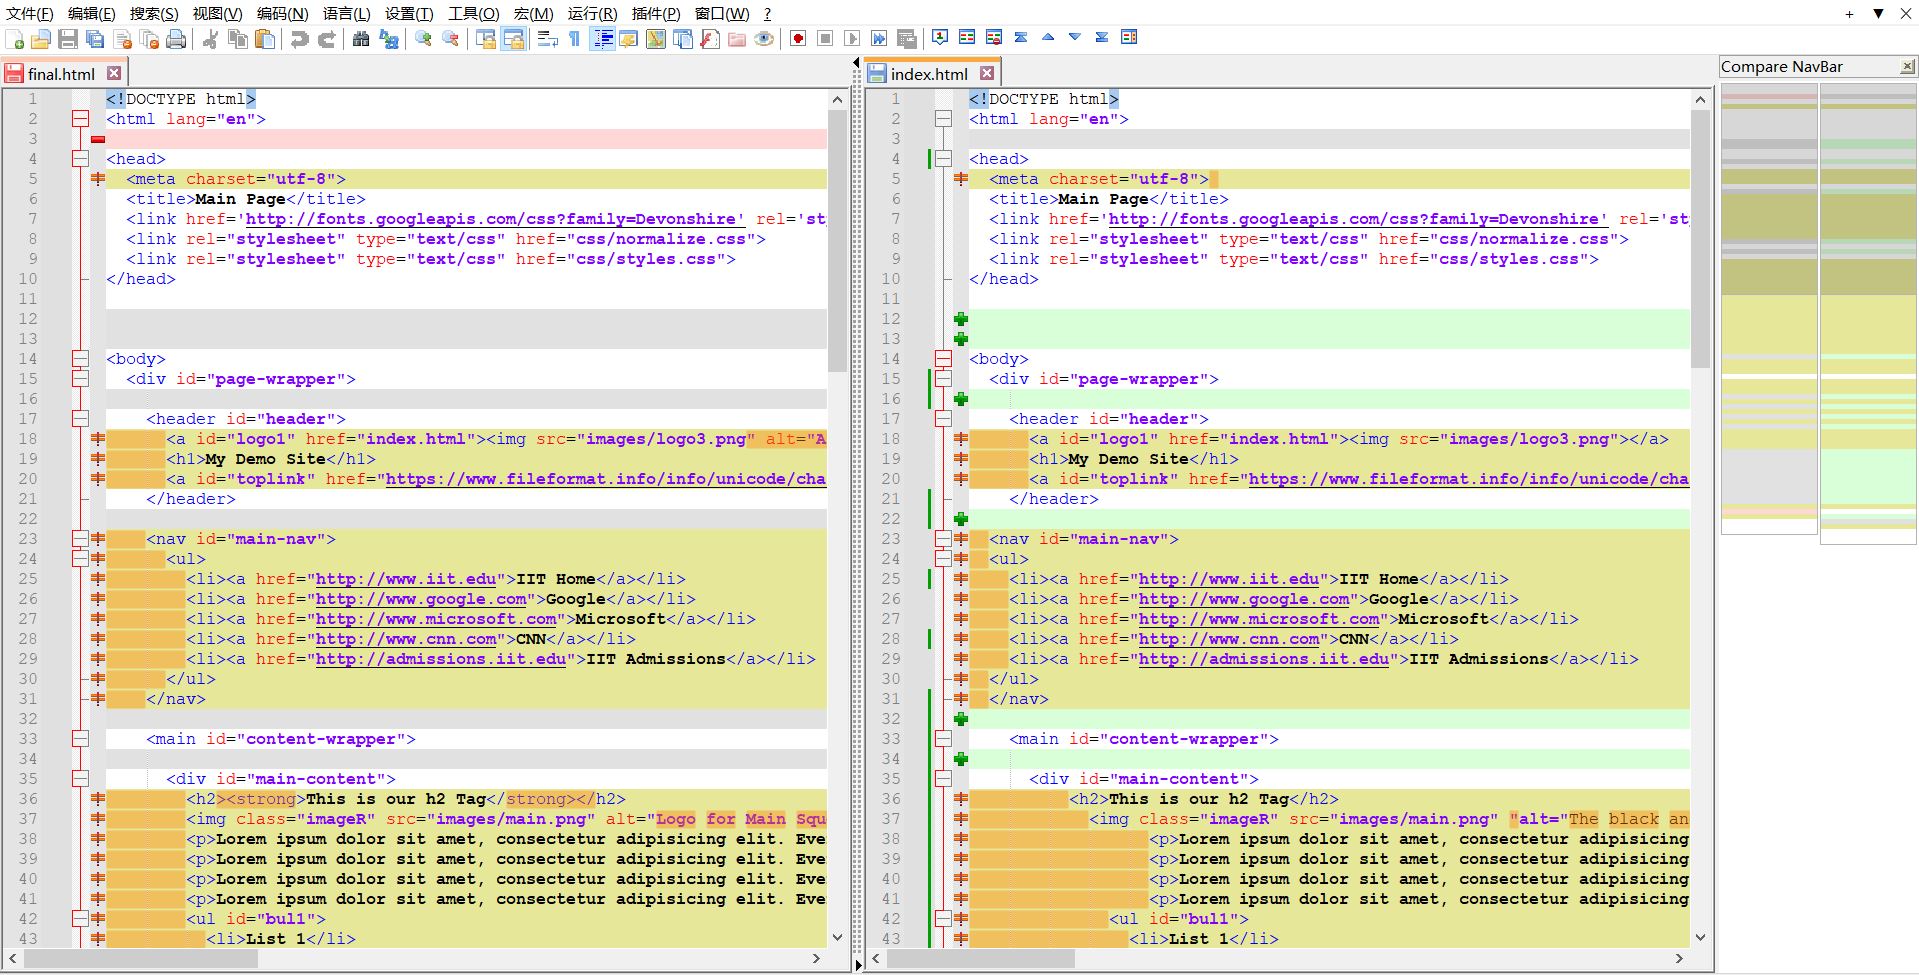 文件(F) 编辑(E) 搜索(S) 视图(V) 编码(N) 语言(L) 设置(T) 工具(O) 宏(M) 运行(R) 插件(P) 窗口(W) ?
final.html
1 <!DOCTYPE html>
2 <html lang="en">
3
4 <head>
5 <meta charset="utf-8">
6 <title>Main Page</title>
7 <link href='http://fonts.googleapis.com/css?family=Devonshire' rel='st
8 <link rel="stylesheet" type="text/css" href="css/normalize.css">
9 <link rel="stylesheet" type="text/css" href="css/styles.css">
10 </head>
11
12
13
14 <body>
15 <div id="page-wrapper">
16
17 <header id="header">
18 <a id="logo1" href="index.html"><img src="images/logo3.png" alt="A
19 <h1>My Demo Site</h1>
20 <a id="toplink" href="https://www.fileformat.info/info/unicode/cha
21 </header>
22
23 <nav id="main-nav">
24 <ul>
25 <li><a href="http://www.iit.edu">IIT Home</a></li>
26 <li><a href="http://www.google.com">Google</a></li>
27 <li><a href="http://www.microsoft.com">Microsoft</a></li>
28 <li><a href="http://www.cnn.com">CNN</a></li>
29 <li><a href="http://admissions.iit.edu">IIT Admissions</a></li>
30 </ul>
31 </nav>
32
33 <main id="content-wrapper">
34
35 <div id="main-content">
36 <h2><strong>This is our h2 Tag</strong></h2>
37 <img class="imageR" src="images/main.png" alt="Logo for Main Squ
38 <p>Lorem ipsum dolor sit amet, consectetur adipisicing elit. Eve
39 <p>Lorem ipsum dolor sit amet, consectetur adipisicing elit. Eve
40 <p>Lorem ipsum dolor sit amet, consectetur adipisicing elit. Eve
41 <p>Lorem ipsum dolor sit amet, consectetur adipisicing elit. Eve
42 <ul id="bul1">
43 <li>List 1</li>
index.html
1 <!DOCTYPE html>
2 <html lang="en">
3
4 <head>
5 <meta charset="utf-8">
6 <title>Main Page</title>
7 <link href='http://fonts.googleapis.com/css?family=Devonshire' rel='st
8 <link rel="stylesheet" type="text/css" href="css/normalize.css">
9 <link rel="stylesheet" type="text/css" href="css/styles.css">
10 </head>
11
12
13
14 <body>
15 <div id="page-wrapper">
16
17 <header id="header">
18 <a id="logo1" href="index.html"><img src="images/logo3.png"></a>
19 <h1>My Demo Site</h1>
20 <a id="toplink" href="https://www.fileformat.info/info/unicode/cha
21 </header>
22
23 <nav id="main-nav">
24 <ul>
25 <li><a href="http://www.iit.edu">IIT Home</a></li>
26 <li><a href="http://www.google.com">Google</a></li>
27 <li><a href="http://www.microsoft.com">Microsoft</a></li>
28 <li><a href="http://www.cnn.com">CNN</a></li>
29 <li><a href="http://admissions.iit.edu">IIT Admissions</a></li>
30 </ul>
31 </nav>
32
33 <main id="content-wrapper">
34
35 <div id="main-content">
36 <h2>This is our h2 Tag</h2>
37 <img class="imageR" src="images/main.png" "alt="The black an
38 <p>Lorem ipsum dolor sit amet, consectetur adipisicing
39 <p>Lorem ipsum dolor sit amet, consectetur adipisicing
40 <p>Lorem ipsum dolor sit amet, consectetur adipisicing
41 <p>Lorem ipsum dolor sit amet, consectetur adipisicing
42 <ul id="bul1">
43 <li>List 1</li>
Compare NavBar